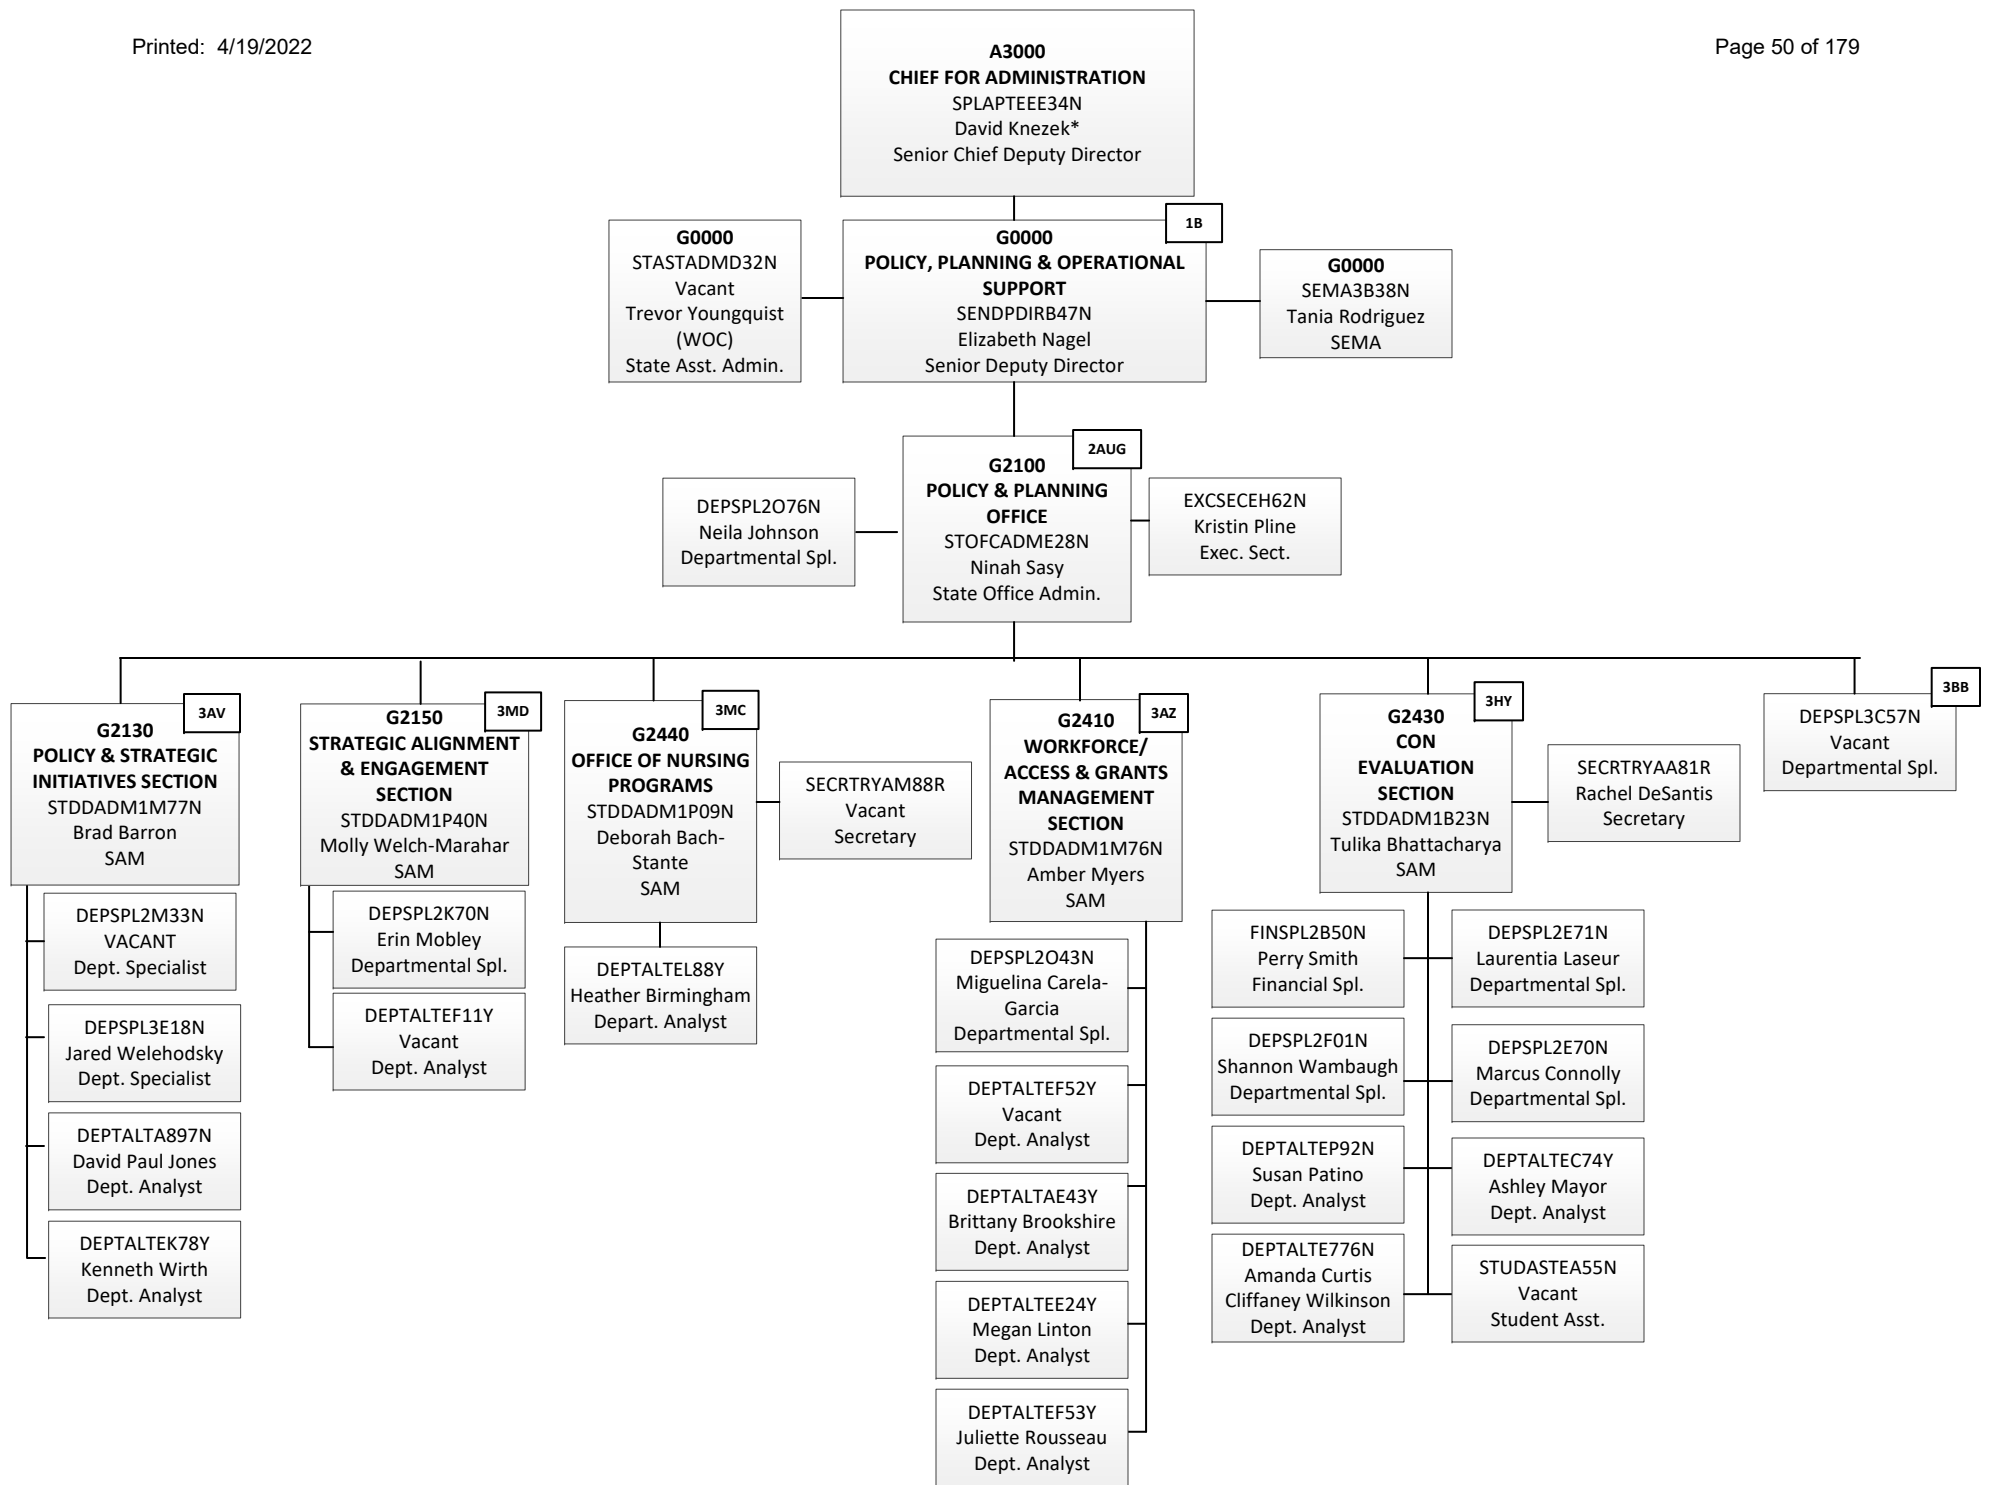 Printed: 4/19/2022
Page 50 of 179
A3000
CHIEF FOR ADMINISTRATION
SPLAPTEEE34N
David Knezek*
Senior Chief Deputy Director
G0000
STASTADMD32N
Vacant
Trevor Youngquist
(WOC)
State Asst. Admin.
1B
G0000
POLICY, PLANNING & OPERATIONAL
SUPPORT
SENDPDIRB47N
Elizabeth Nagel
Senior Deputy Director
G0000
SEMA3B38N
Tania Rodriguez
SEMA
DEPSPL2O76N
Neila Johnson
Departmental Spl.
2AUG
G2100
POLICY & PLANNING
OFFICE
STOFCADME28N
Ninah Sasy
State Office Admin.
EXCSECEH62N
Kristin Pline
Exec. Sect.
3AV
G2130
POLICY & STRATEGIC
INITIATIVES SECTION
STDDADM1M77N
Brad Barron
SAM
DEPSPL2M33N
VACANT
Dept. Specialist
DEPSPL3E18N
Jared Welehodsky
Dept. Specialist
DEPTALTA897N
David Paul Jones
Dept. Analyst
DEPTALTEK78Y
Kenneth Wirth
Dept. Analyst
3MD
G2150
STRATEGIC ALIGNMENT
& ENGAGEMENT
SECTION
STDDADM1P40N
Molly Welch-Marahar
SAM
DEPSPL2K70N
Erin Mobley
Departmental Spl.
DEPTALTEF11Y
Vacant
Dept. Analyst
3MC
G2440
OFFICE OF NURSING
PROGRAMS
STDDADM1P09N
Deborah Bach-
Stante
SAM
SECRTRYAM88R
Vacant
Secretary
DEPTALTEL88Y
Heather Birmingham
Depart. Analyst
3AZ
G2410
WORKFORCE/
ACCESS & GRANTS
MANAGEMENT
SECTION
STDDADM1M76N
Amber Myers
SAM
DEPSPL2O43N
Miguelina Carela-
Garcia
Departmental Spl.
DEPTALTEF52Y
Vacant
Dept. Analyst
DEPTALTAE43Y
Brittany Brookshire
Dept. Analyst
DEPTALTEE24Y
Megan Linton
Dept. Analyst
DEPTALTEF53Y
Juliette Rousseau
Dept. Analyst
3HY
G2430
CON
EVALUATION
SECTION
STDDADM1B23N
Tulika Bhattacharya
SAM
SECRTRYAA81R
Rachel DeSantis
Secretary
FINSPL2B50N
Perry Smith
Financial Spl.
DEPSPL2E71N
Laurentia Laseur
Departmental Spl.
DEPSPL2F01N
Shannon Wambaugh
Departmental Spl.
DEPSPL2E70N
Marcus Connolly
Departmental Spl.
DEPTALTEP92N
Susan Patino
Dept. Analyst
DEPTALTEC74Y
Ashley Mayor
Dept. Analyst
DEPTALTE776N
Amanda Curtis
Cliffaney Wilkinson
Dept. Analyst
STUDASTEA55N
Vacant
Student Asst.
3BB
DEPSPL3C57N
Vacant
Departmental Spl.